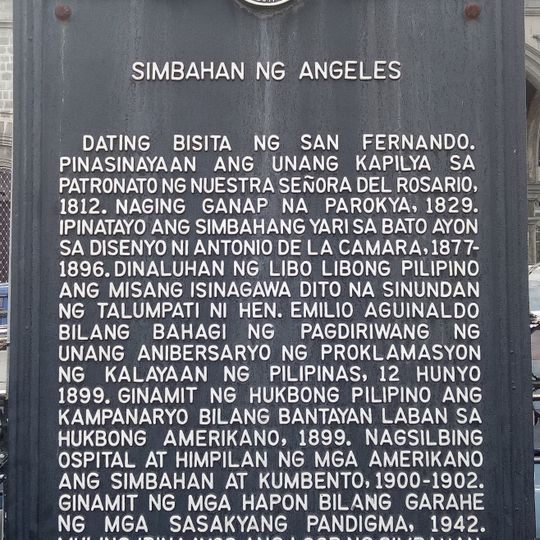 SIMBAHAN NG ANGELES
DATING BISITA NG SAN FERNANDO.
PINASINAYAAN ANG UNANG KAPILYA SA
PATRONATO NG NUESTRA SEÑORA DEL ROSARIO,
1812. NAGING GANAP NA PAROKYA, 1829.
IPINATAYO ANG SIMBAHANG YARI SA BATO AYON
SA DISENYO NI ANTONIO DE LA CAMARA, 1877-
1896. DINALUHAN NG LIBO LIBONG PILIPINO
ANG MISANG ISINAGAWA DITO NA SINUNDAN
NG TALUMPATI NI HEN. EMILIO AGUINALDO
BILANG BAHAGI NG PAGDIRIWANG NG
UNANG ANIBERSARYO NG PROKLAMASYON
NG KALAYAAN NG PILIPINAS, 12 HUNYO
1899. GINAMIT NG HUKBONG PILIPINO ANG
KAMPANARYO BILANG BANTAYAN LABAN SA
HUKBONG AMERIKANO, 1899. NAGSILBING
OSPITAL AT HIMPILAN NG MGA AMERIKANO
ANG SIMBAHAN AT KUMBENTO, 1900-1902.
GINAMIT NG MGA HAPON BILANG GARAHE
NG MGA SASAKYANG PANDIGMA, 1942.